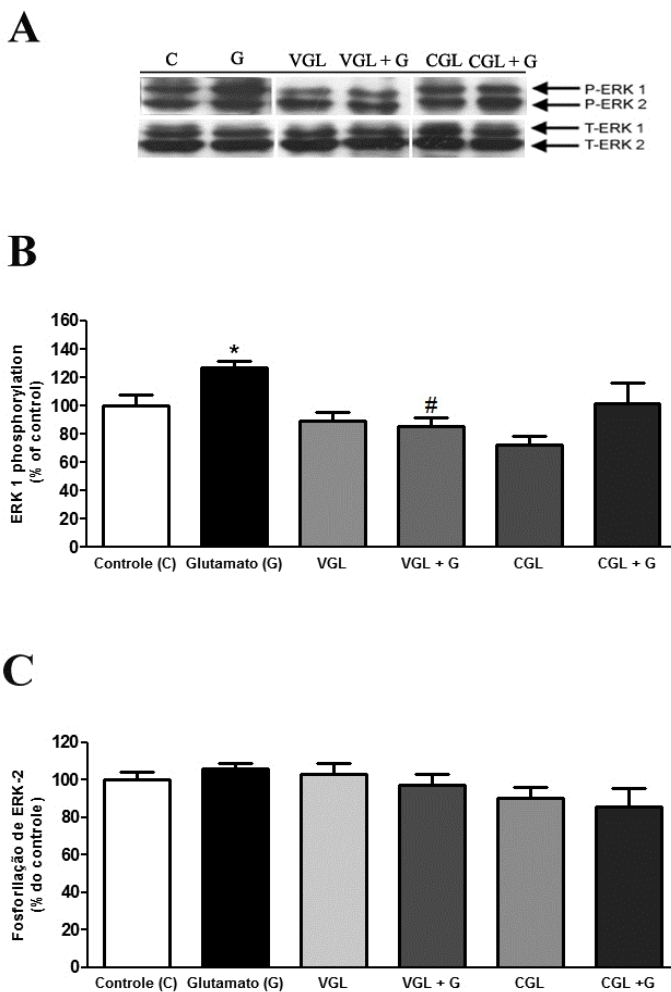 A
C G VGL VGL + G CGL CGL + G
P-ERK 1
P-ERK 2
T-ERK 1
T-ERK 2
B
ERK 1 phosphorylation
(% of control)
160
140
120
100
80
60
40
20
0
*
#
Controle (C) Glutamato (G) VGL VGL + G CGL CGL + G
C
Fosforilação de ERK-2
(% do controle)
120
100
80
60
40
20
0
Controle (C) Glutamato (G) VGL VGL + G CGL CGL +G